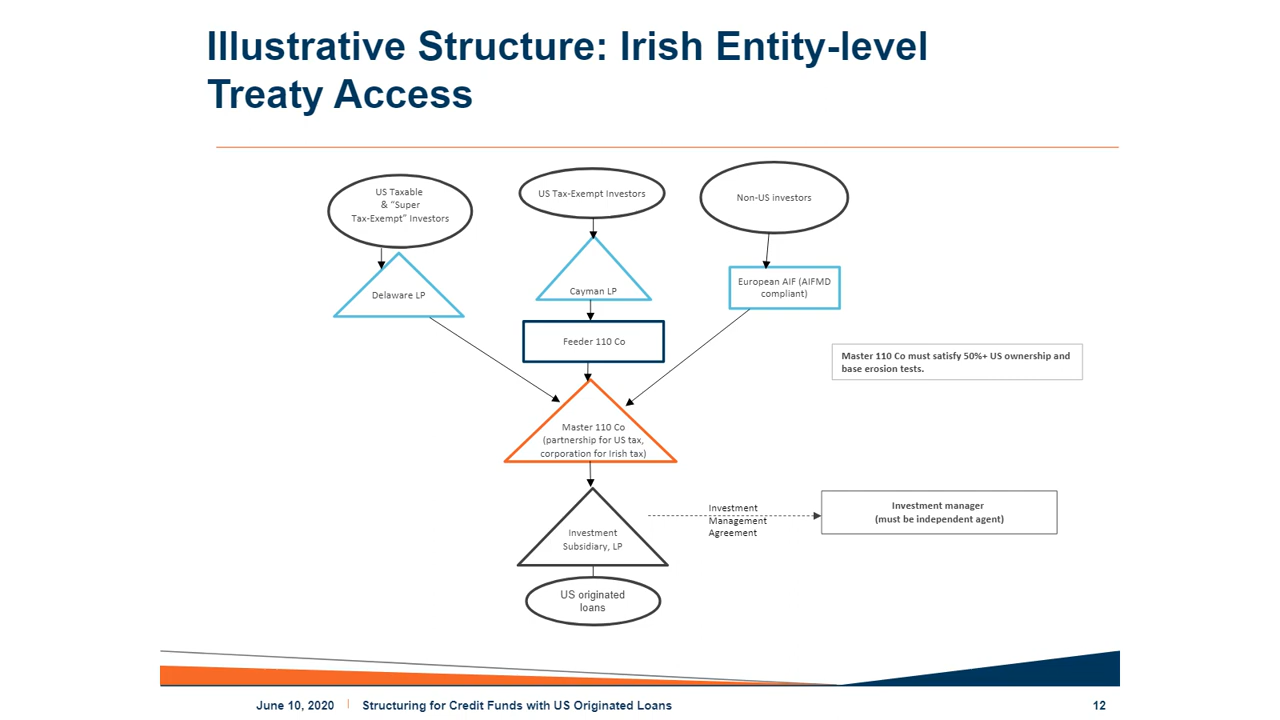 Illustrative Structure: Irish Entity-level
Treaty Access
US Taxable
& “Super
Tax-Exempt” Investors
US Tax-Exempt Investors
Non-US investors
Delaware LP
Cayman LP
European AIF (AIFMD
compliant)
Feeder 110 Co
Master 110 Co must satisfy 50%+ US ownership and
base erosion tests.
Master 110 Co
(partnership for US tax,
corporation for Irish tax)
Investment
Subsidiary, LP
Investment
Management
Agreement
Investment manager
(must be independent agent)
US originated
loans
June 10, 2020
Structuring for Credit Funds with US Originated Loans
12